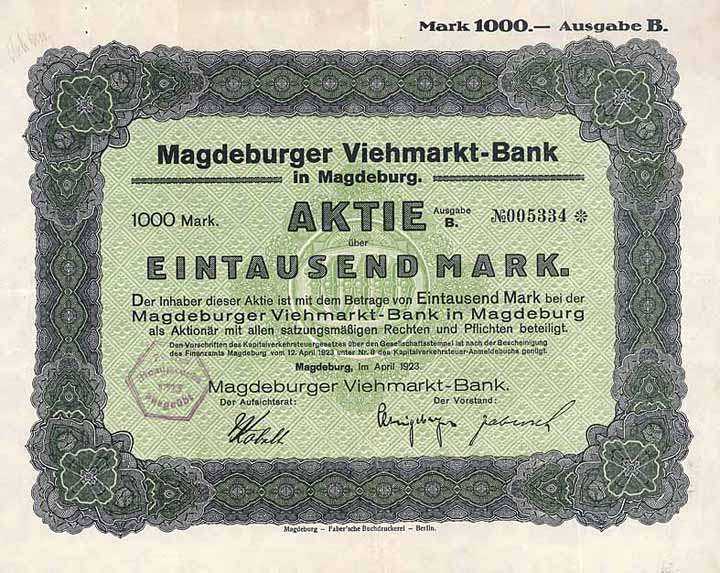 Mark 1000.— Ausgabe B.
Magdeburger Viehmarkt-Bank
in Magdeburg.
1000 Mark. AKTIE Ausgabe B. №005334 *
über
EINTAUSEND MARK.
Der Inhaber dieser Aktie ist mit dem Betrage von Eintausend Mark bei der
Magdeburger Viehmarkt-Bank in Magdeburg
als Aktionär mit allen satzungsmäßigen Rechten und Pflichten beteiligt.
Den Vorschriften des Kapitalverkehrsteuergesetzes über den Gesellschaftsstempel ist nach der Bescheinigung
des Finanzamts Magdeburg vom 12. April 1923 unter Nr. 8 des Kapitalverkehrsteuer-Anmeldebuchs genügt.
Magdeburg, im April 1923.
Magdeburger Viehmarkt-Bank.
Der Aufsichtsrat: Der Vorstand:
ausgeübt
Magdeburg — Faber'sche Buchdruckerei — Berlin.